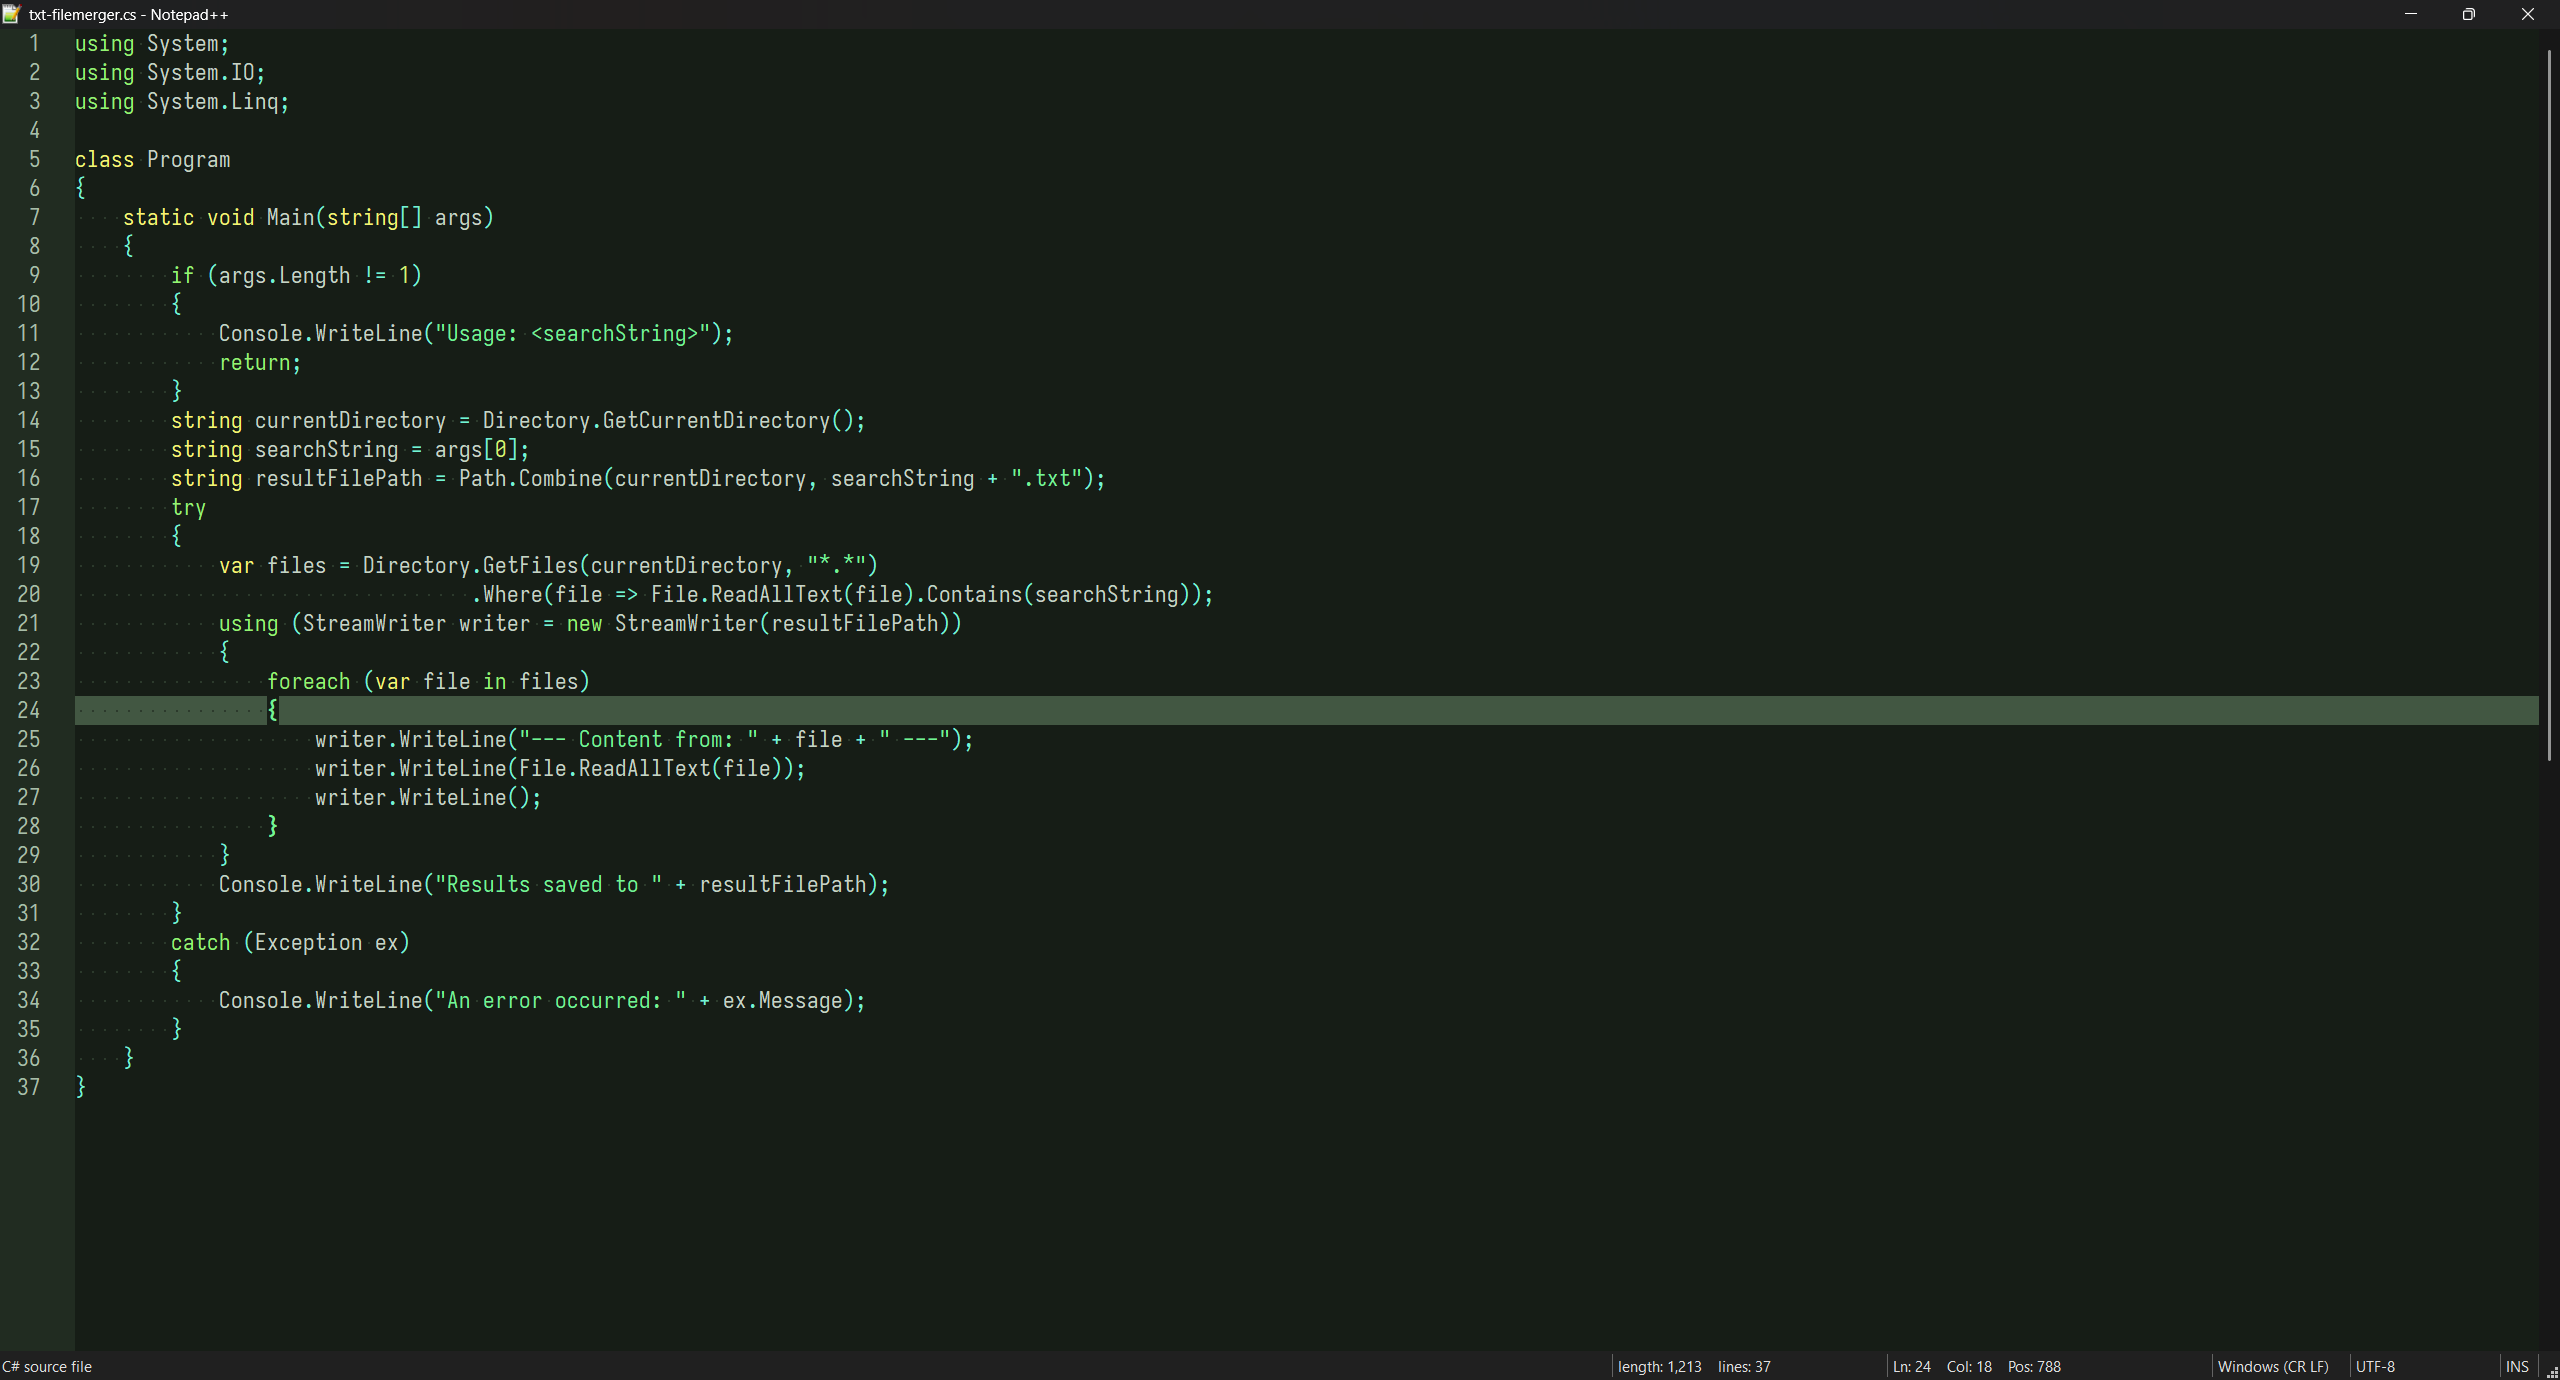 txt-filemerger.cs - Notepad++
1 using System;
2 using System.IO;
3 using System.Linq;
4
5 class Program
6 {
7     static void Main(string[] args)
8     {
9         if (args.Length != 1)
10         {
11             Console.WriteLine("Usage: <searchString>");
12             return;
13         }
14         string currentDirectory = Directory.GetCurrentDirectory();
15         string searchString = args[0];
16         string resultFilePath = Path.Combine(currentDirectory, searchString + ".txt");
17         try
18         {
19             var files = Directory.GetFiles(currentDirectory, "*.*")
20                                  .Where(file => File.ReadAllText(file).Contains(searchString));
21             using (StreamWriter writer = new StreamWriter(resultFilePath))
22             {
23                 foreach (var file in files)
24                 {
25                     writer.WriteLine("--- Content from: " + file + " ---");
26                     writer.WriteLine(File.ReadAllText(file));
27                     writer.WriteLine();
28                 }
29             }
30             Console.WriteLine("Results saved to " + resultFilePath);
31         }
32         catch (Exception ex)
33         {
34             Console.WriteLine("An error occurred: " + ex.Message);
35         }
36     }
37 }
C# source file length: 1,213 lines: 37 Ln: 24 Col: 18 Pos: 788 Windows (CR LF) UTF-8 INS